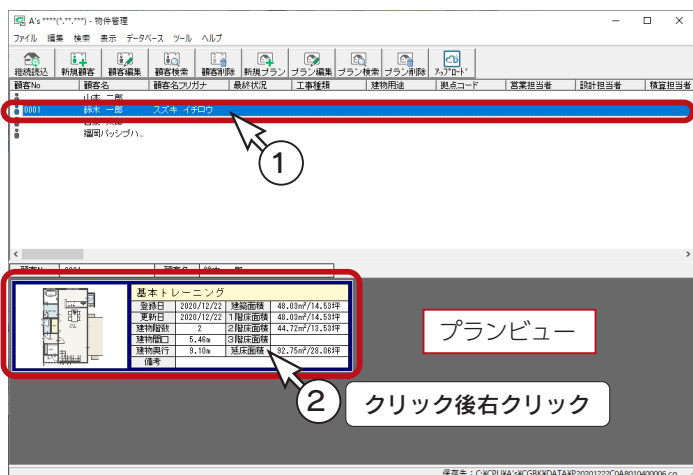 A's ****(*.**.***) - 物件管理
ファイル 編集 検索 表示 データベース ツール ヘルプ
継続読込 新規顧客 顧客編集 顧客検索 顧客削除 新規プラン プラン編集 プラン検索 プラン削除 ｱｯﾌﾟﾛｰﾄﾞ
顧客No 顧客名 顧客名フリガナ 最終状況 工事種類 建物用途 拠点コード 営業担当者 設計担当者 積算担当者
山本 二郎
0001 鈴木 一郎 スズキ イチロウ
福岡パッシブハ..
①
基本トレーニング
登録日 2020/12/22 建築面積 48.03m²/14.53坪
更新日 2020/12/22 1階床面積 48.03m²/14.53坪
建物階数 2 2階床面積 44.72m²/13.53坪
建物間口 5.46m 3階床面積
建物奥行 9.10m 延床面積 92.75m²/28.06坪
備考
プランビュー
②
クリック後右クリック